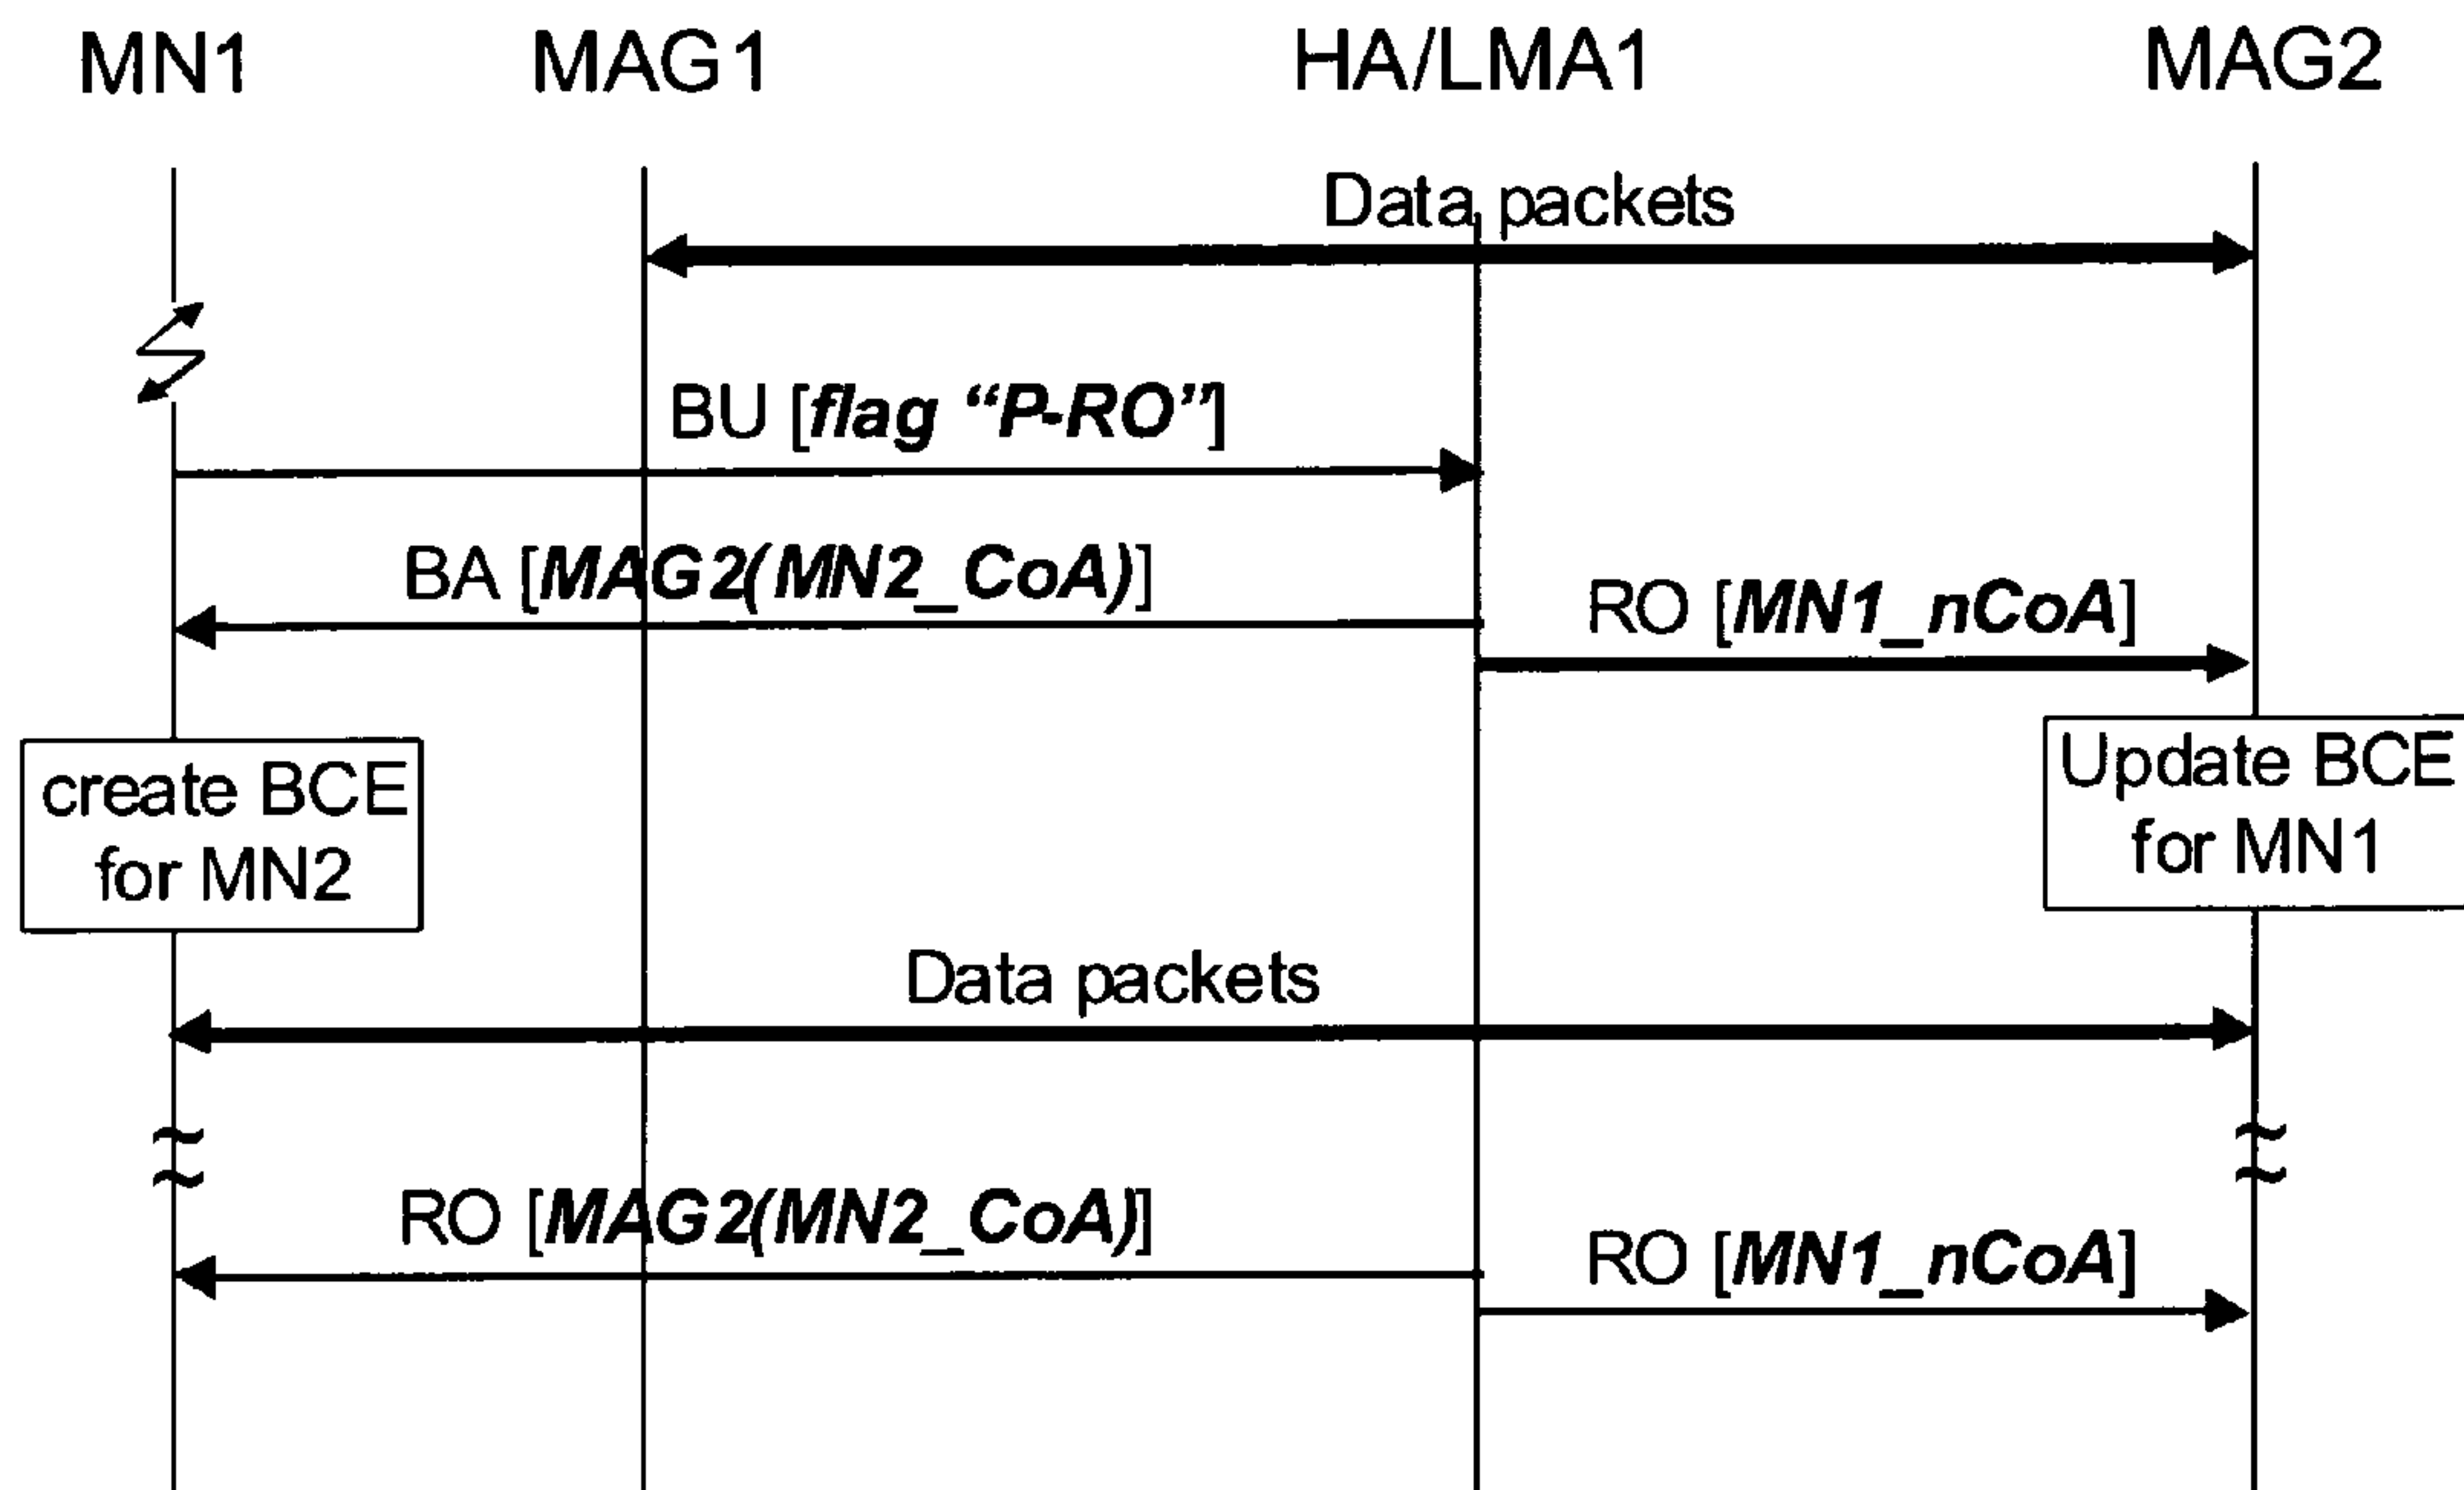 MN1 MAG1 HA/LMA1 MAG2
Data packets
BU [flag “P-RO”]
BA [MAG2(MN2_CoA)]
RO [MN1_nCoA]
create BCE
for MN2
Update BCE
for MN1
Data packets
RO [MAG2(MN2_CoA)]
RO [MN1_nCoA]